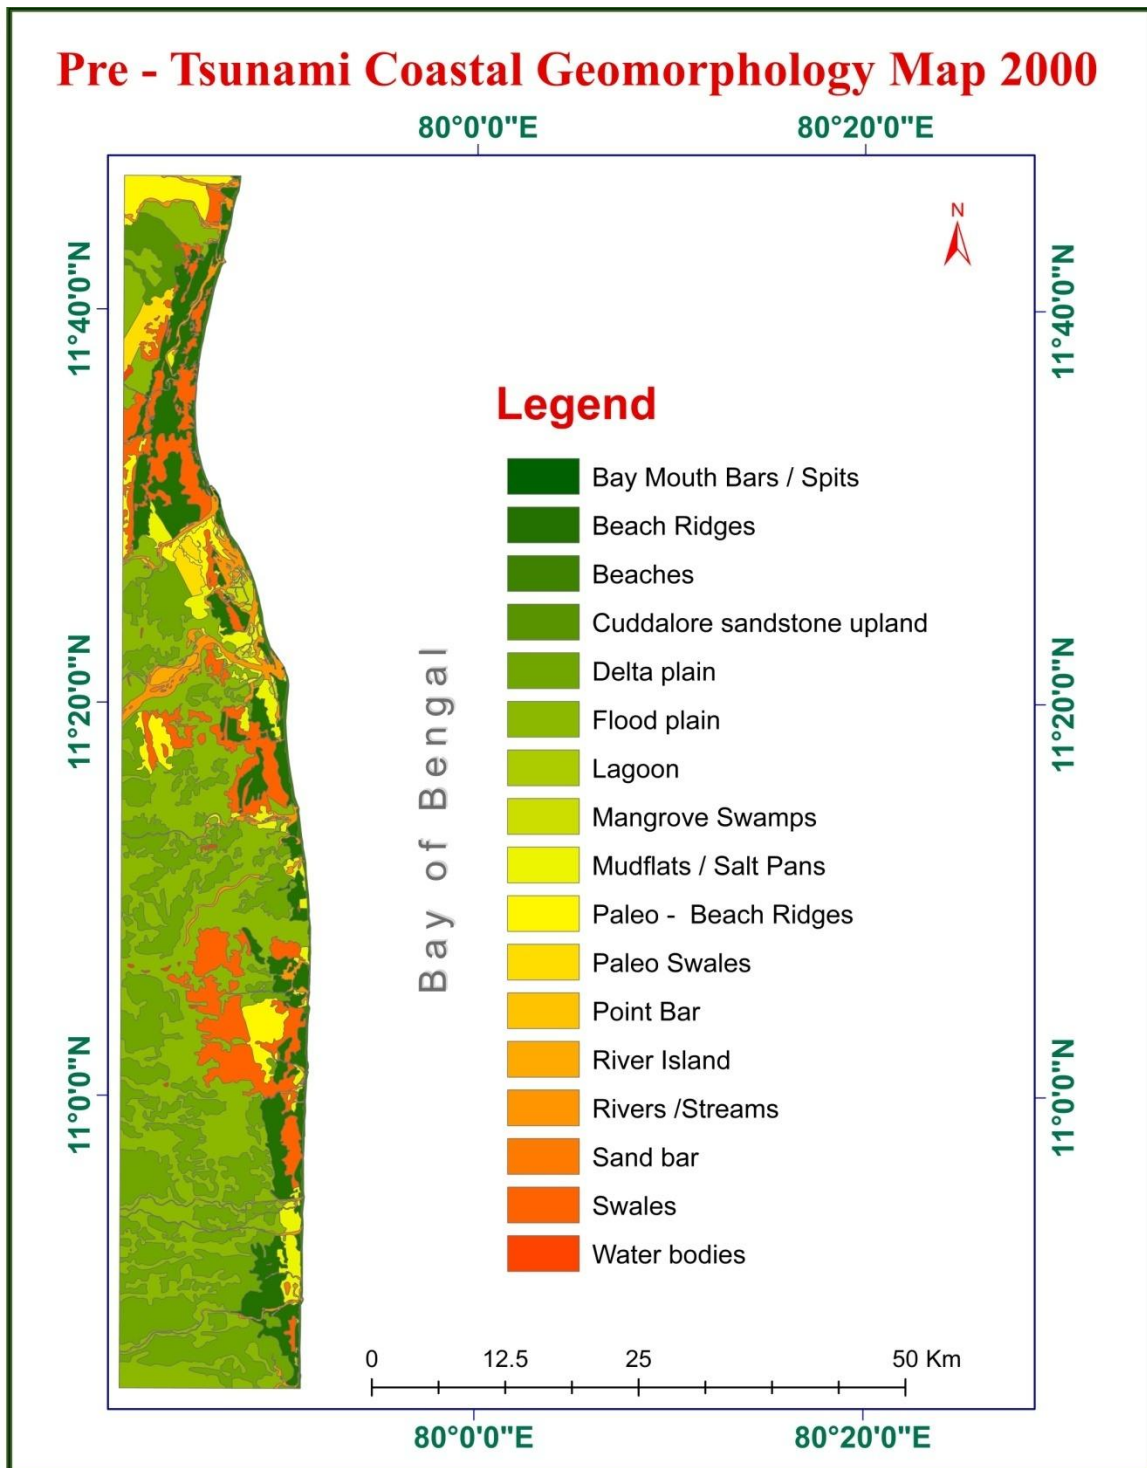 Pre - Tsunami Coastal Geomorphology Map 2000
80°0'0"E
80°20'0"E
N
11°40'0"N
11°40'0"N
Legend
Bay Mouth Bars / Spits
Beach Ridges
Beaches
Cuddalore sandstone upland
Delta plain
Flood plain
Lagoon
Mangrove Swamps
Mudflats / Salt Pans
Paleo -  Beach Ridges
Paleo Swales
Point Bar
River Island
Rivers /Streams
Sand bar
Swales
Water bodies
Bay of Bengal
11°20'0"N
11°20'0"N
11°0'0"N
11°0'0"N
0 12.5 25 50 Km
80°0'0"E
80°20'0"E